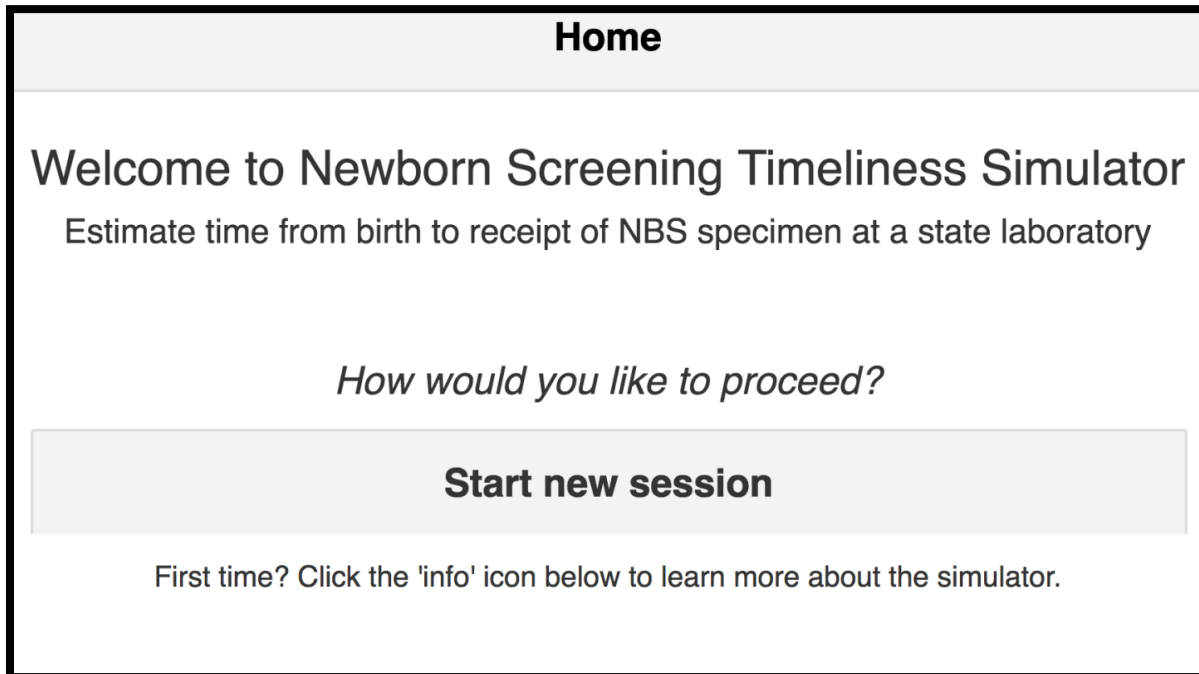 Home
Welcome to Newborn Screening Timeliness Simulator
Estimate time from birth to receipt of NBS specimen at a state laboratory
How would you like to proceed?
Start new session
First time? Click the 'info' icon below to learn more about the simulator.